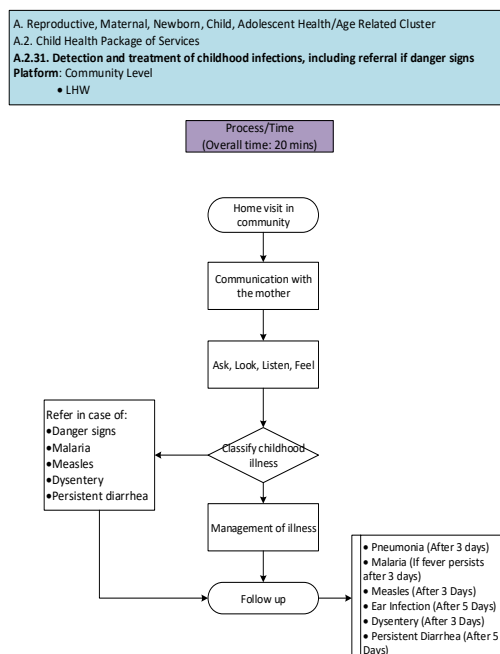 A. Reproductive, Maternal, Newborn, Child, Adolescent Health/Age Related Cluster
A.2. Child Health Package of Services
A.2.31. Detection and treatment of childhood infections, including referral if danger signs
Platform: Community Level
• LHW
Process/Time
(Overall time: 20 mins)
Home visit in
community
Communication with
the mother
Ask, Look, Listen, Feel
Classify childhood
illness
Refer in case of:
•Danger signs
•Malaria
•Measles
•Dysentery
•Persistent diarrhea
Management of illness
Follow up
• Pneumonia (After 3 days)
• Malaria (If fever persists
after 3 days)
• Measles (After 3 Days)
• Ear Infection (After 5 Days)
• Dysentery (After 3 Days)
• Persistent Diarrhea (After 5
Days)